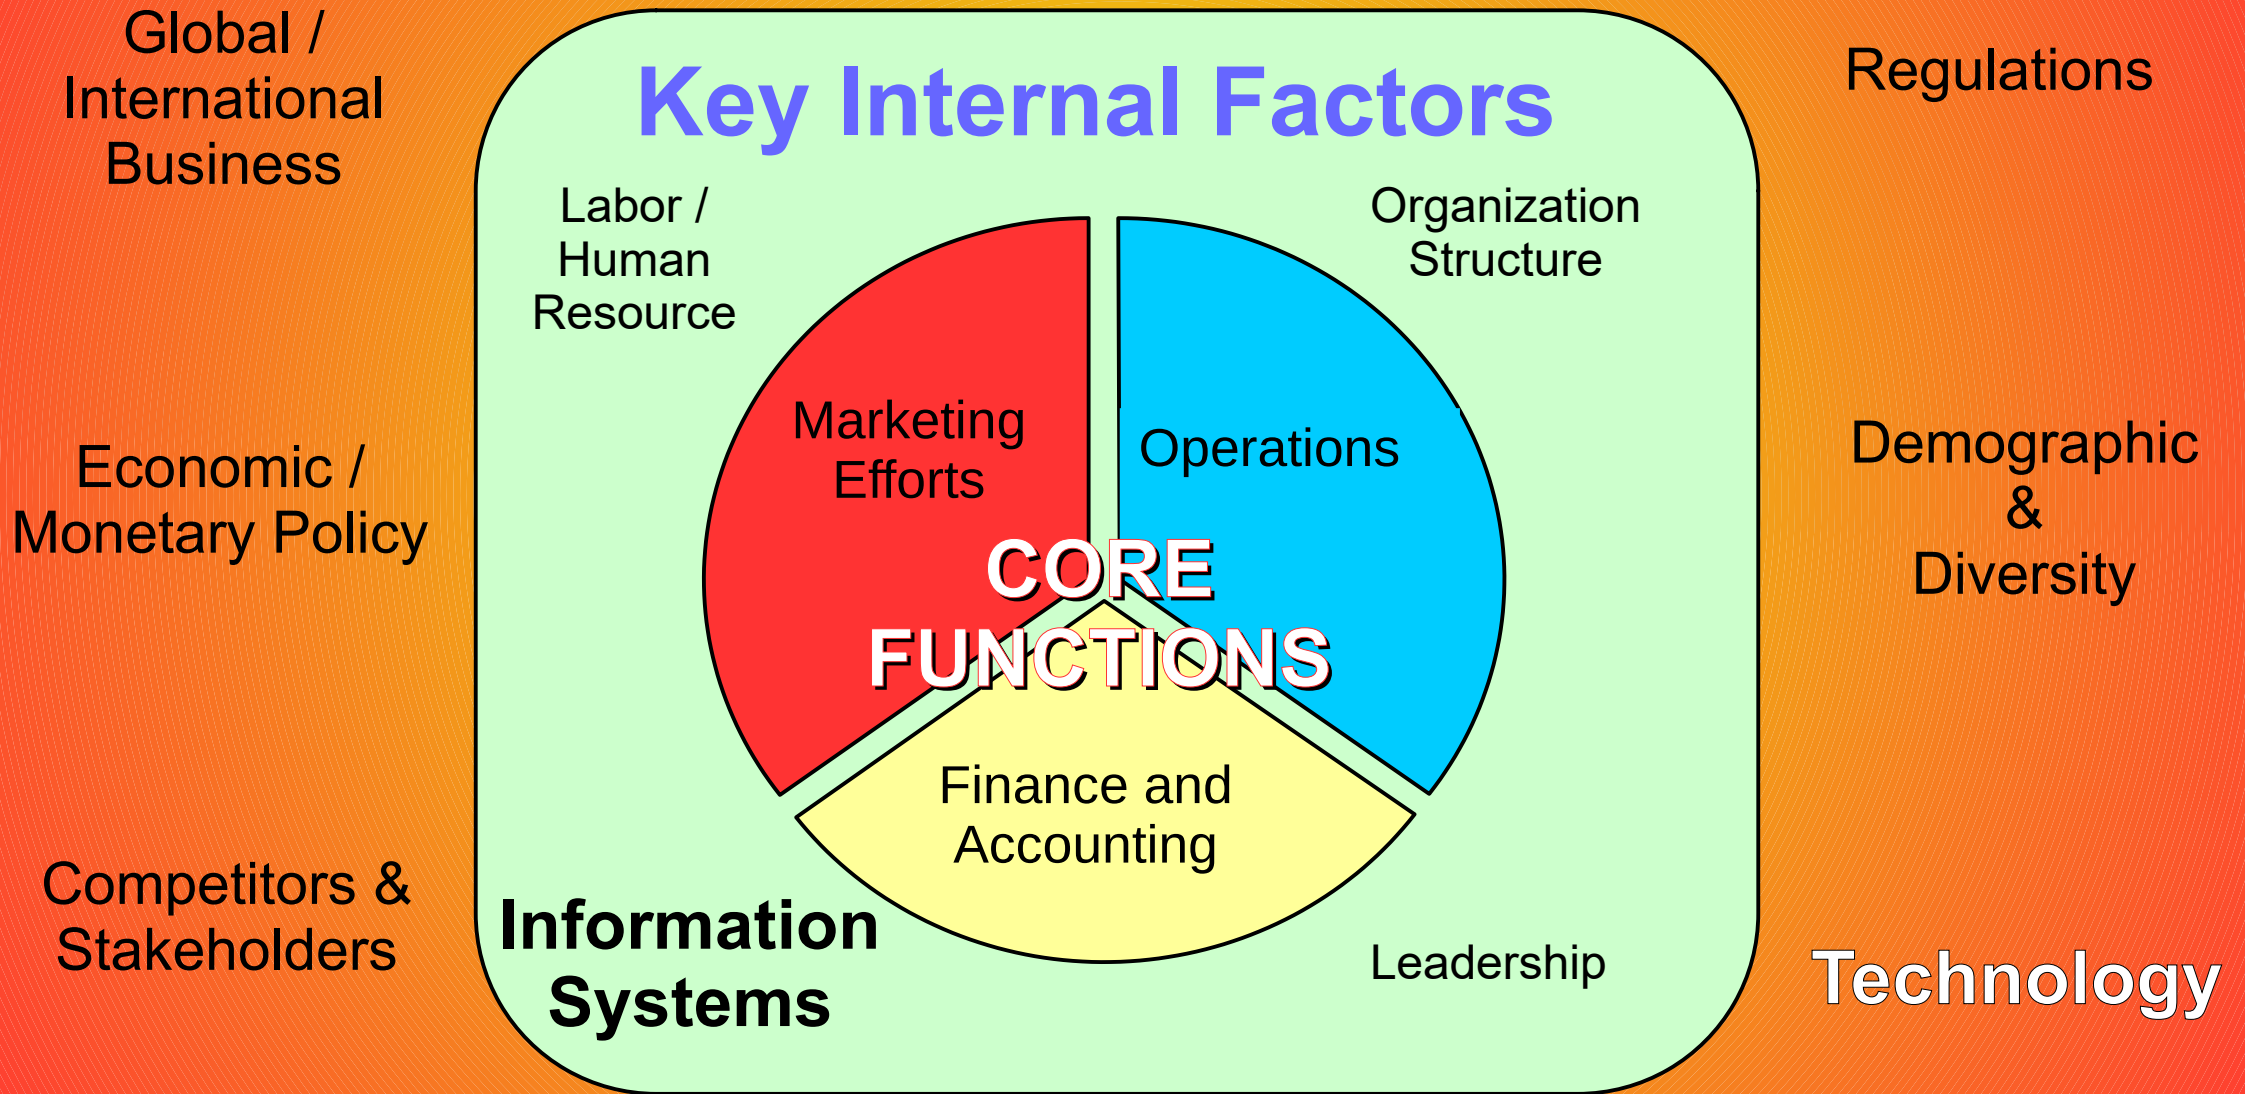 Global /
International
Business
Economic /
Monetary Policy
Competitors &
Stakeholders
Key Internal Factors
Labor /
Human
Resource
Organization
Structure
Marketing
Efforts
Operations
CORE
FUNCTIONS
Finance and
Accounting
Information
Systems
Leadership
Regulations
Demographic
&
Diversity
Technology